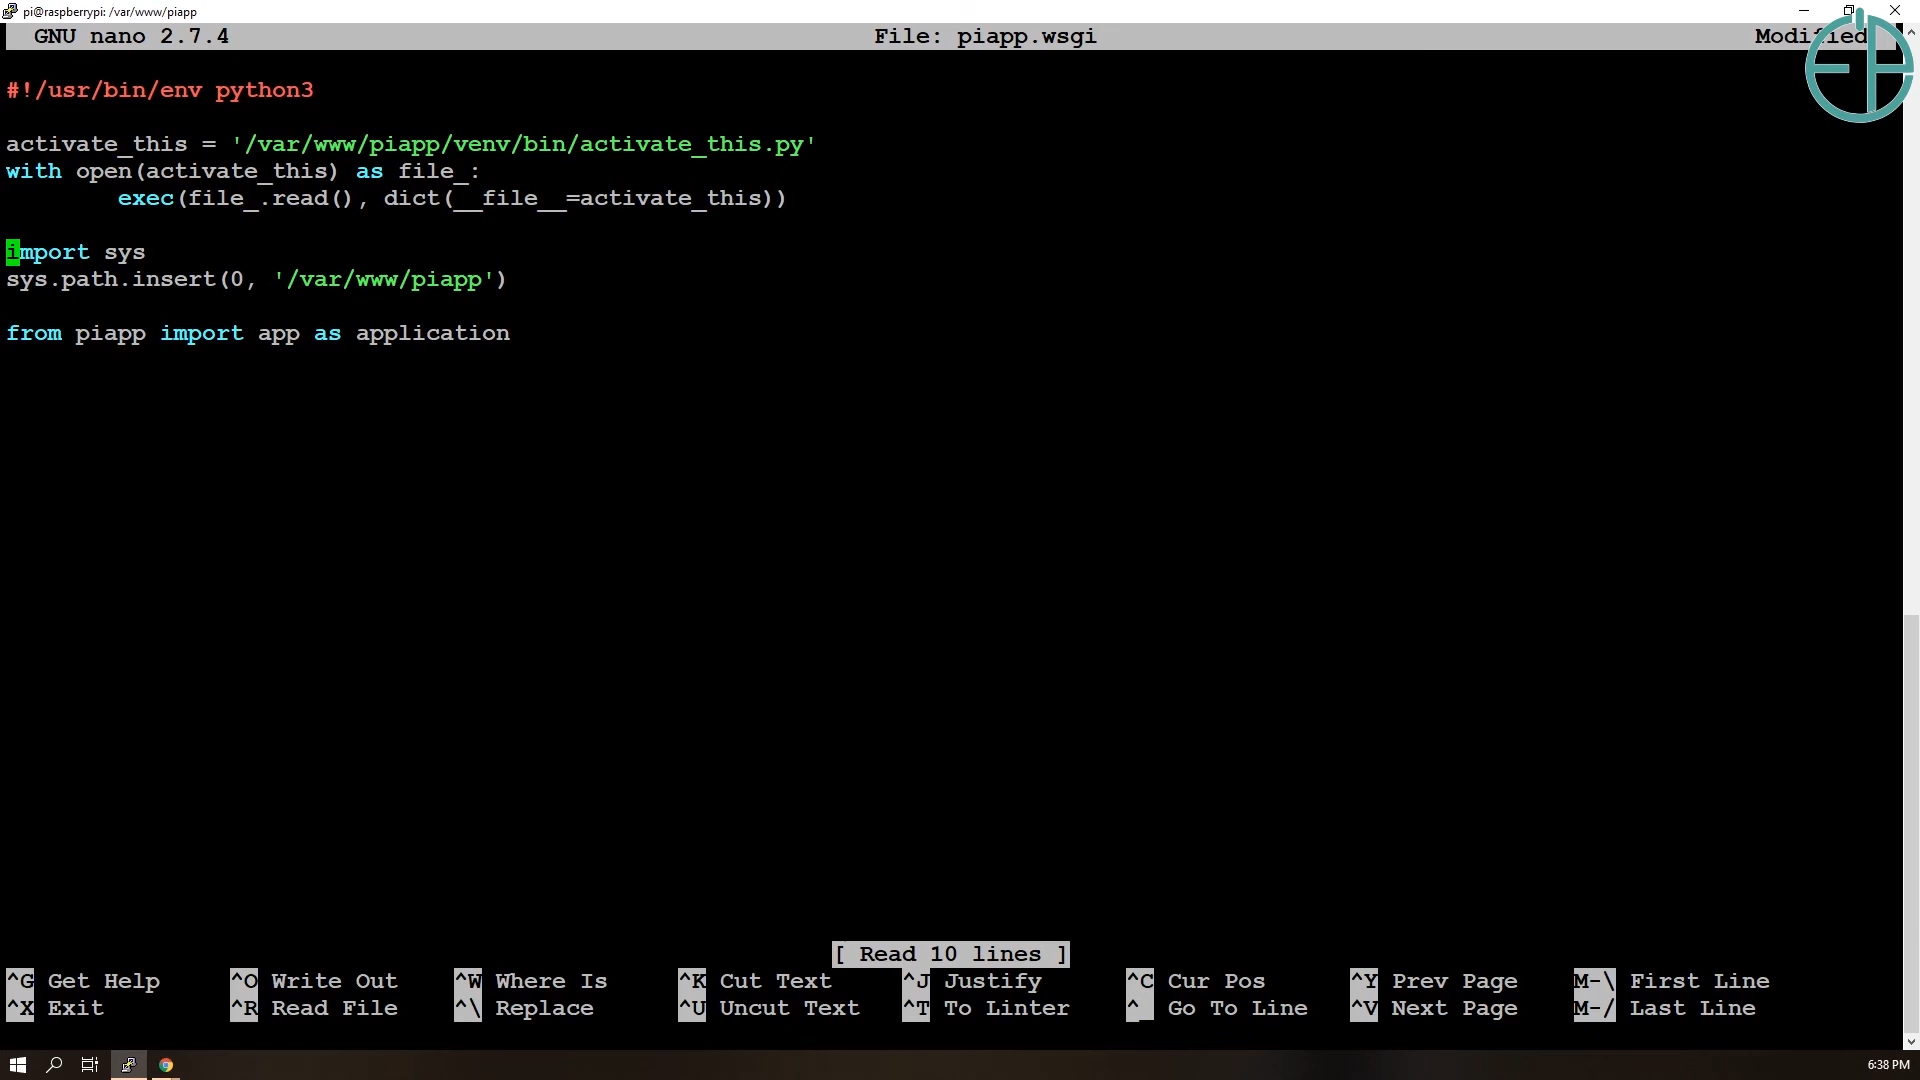 pi@raspberrypi: /var/www/piapp
GNU nano 2.7.4 File: piapp.wsgi Modified
#!/usr/bin/env python3
activate_this = '/var/www/piapp/venv/bin/activate_this.py'
with open(activate_this) as file_:
        exec(file_.read(), dict(__file__=activate_this))
import sys
sys.path.insert(0, '/var/www/piapp')
from piapp import app as application
[ Read 10 lines ]
^G Get Help ^O Write Out ^W Where Is ^K Cut Text ^J Justify ^C Cur Pos ^Y Prev Page M-\ First Line
^X Exit ^R Read File ^\ Replace ^U Uncut Text ^T To Linter ^_ Go To Line ^V Next Page M-/ Last Line
6:38 PM